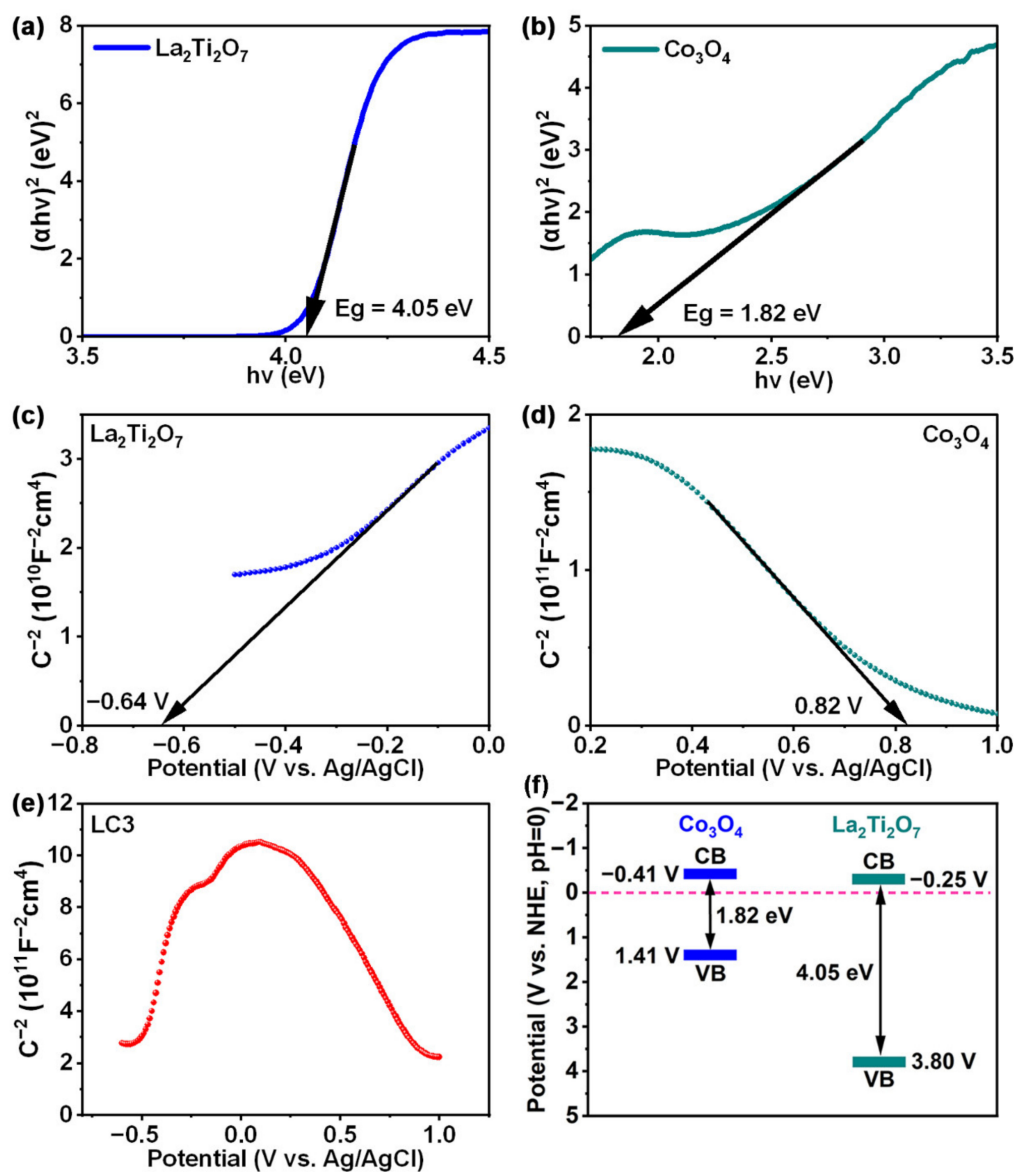 (a)
La₂Ti₂O₇
(αhν)² (eV)²
8
6
4
2
0
Eg = 4.05 eV
3.5 4.0 4.5
hν (eV)
(b)
Co₃O₄
(αhν)² (eV)²
5
4
3
2
1
0
Eg = 1.82 eV
2.0 2.5 3.0 3.5
hν (eV)
(c)
La₂Ti₂O₇
C⁻² (10¹⁰F⁻²cm⁴)
3
2
1
0
−0.64 V
−0.8 −0.6 −0.4 −0.2 0.0
Potential (V vs. Ag/AgCl)
(d)
Co₃O₄
C⁻² (10¹¹F⁻²cm⁴)
2
1
0
0.82 V
0.2 0.4 0.6 0.8 1.0
Potential (V vs. Ag/AgCl)
(e)
LC3
C⁻² (10¹¹F⁻²cm⁴)
12
10
8
6
4
2
0
−0.5 0.0 0.5 1.0
Potential (V vs. Ag/AgCl)
(f)
Potential (V vs. NHE, pH=0)
−2
−1
0
1
2
3
4
5
Co₃O₄
CB
−0.41 V
1.82 eV
1.41 V
VB
La₂Ti₂O₇
CB
−0.25 V
4.05 eV
3.80 V
VB